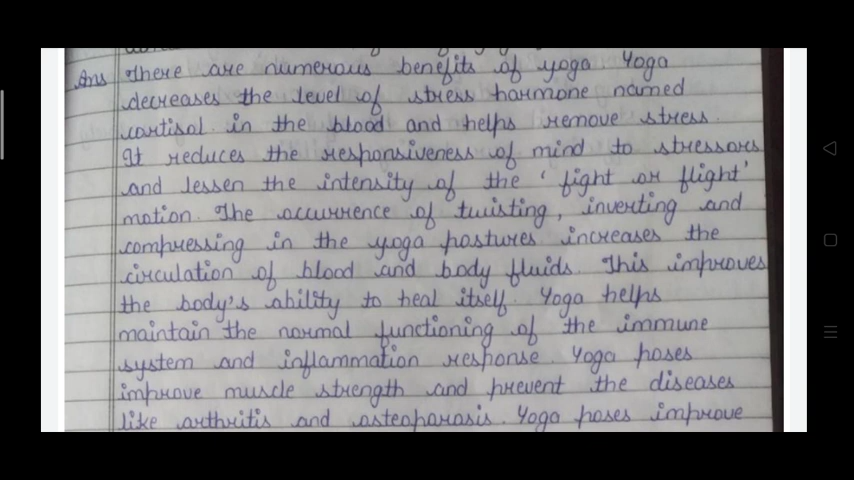 Ans There are numerous benefits of yoga. Yoga
decreases the level of stress harmone named
cortisol in the blood and helps remove stress.
It reduces the responsiveness of mind to stressors
and lessen the intensity of the 'fight or flight'
motion. The occurrence of twisting, inverting and
compressing in the yoga postures increases the
circulation of blood and body fluids. This improves
the body's ability to heal itself. Yoga helps
maintain the normal functioning of the immune
system and inflammation response. Yoga poses
improve muscle strength and prevent the diseases
like arthritis and osteoporosis. Yoga poses improve